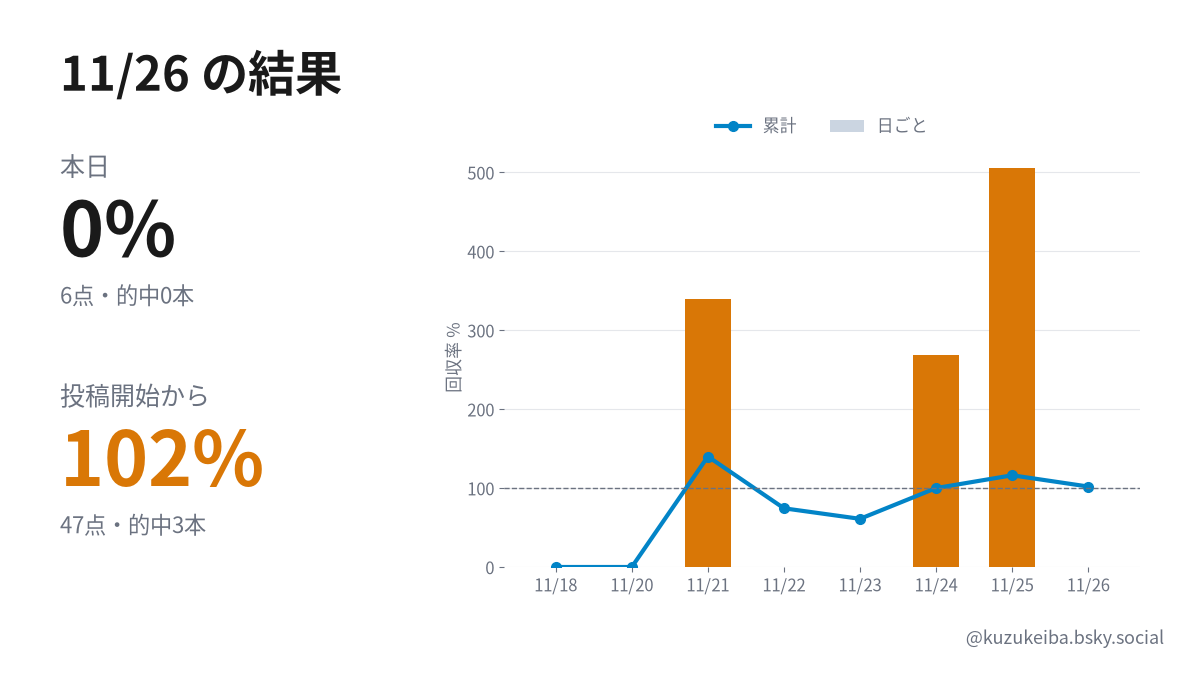 11/26 の結果
本日
0%
6点・的中0本
投稿開始から
102%
47点・的中3本
累計
日ごと
回収率 %
500
400
300
200
100
0
11/18
11/20
11/21
11/22
11/23
11/24
11/25
11/26
@kuzukeiba.bsky.social